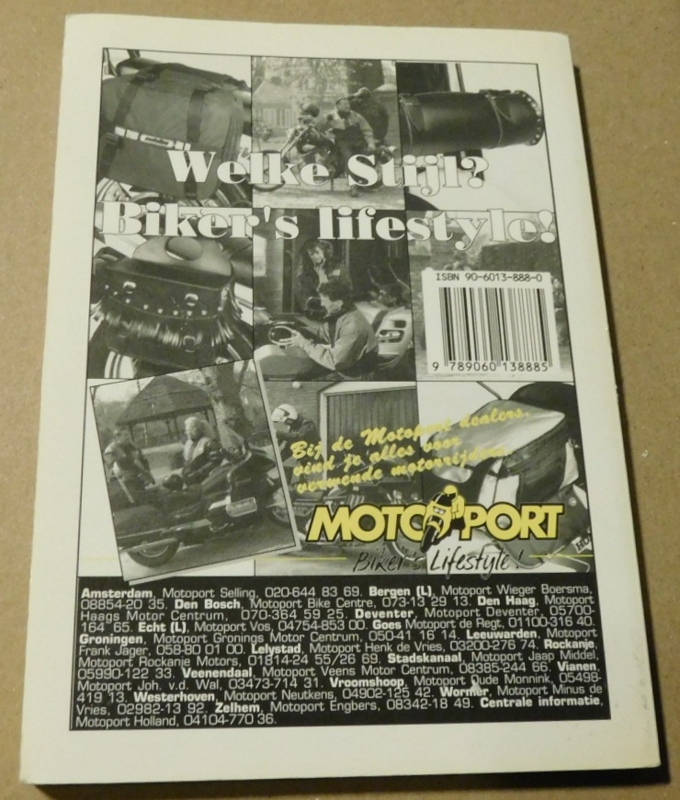 Welke Stijl?
Biker's lifestyle!
ISBN 90-6013-888-0
9 789060 138885
Bij de Motoport dealers,
vind je alles voor
verwende motorrijders.
MOTOPORT
Biker's Lifestyle!
Amsterdam, Motoport Selling, 020-644 83 69. Bergen (L), Motoport Wieger Boersma,
08854-20 35. Den Bosch, Motoport Bike Centre, 073-13 29 13. Den Haag, Motoport
Haags Motor Centrum, 070-364 59 25. Deventer, Motoport Deventer, 05700-
164 65. Echt (L), Motoport Vos, 04754-853 00. Goes Motoport de Regt, 01100-316 40.
Groningen, Motoport Gronings Motor Centrum, 050-41 16 14. Leeuwarden, Motoport
Frank Jager, 058-80 01 00. Lelystad, Motoport Henk de Vries, 03200-276 74. Rockanje,
Motoport Rockanje Motors, 01814-24 55/26 69. Stadskanaal, Motoport Jaap Middel,
05990-122 33. Veenendaal, Motoport Veens Motor Centrum, 08385-244 66. Vianen,
Motoport Joh. v.d. Wal, 03473-714 31. Vroomshoop, Motoport Oude Monnink, 05498-
419 13. Westerhoven, Motoport Neutkens, 04902-125 42. Wormer, Motoport Minus de
Vries, 02982-13 92. Zelhem, Motoport Engbers, 08342-18 49. Centrale informatie,
Motoport Holland, 04104-770 36.